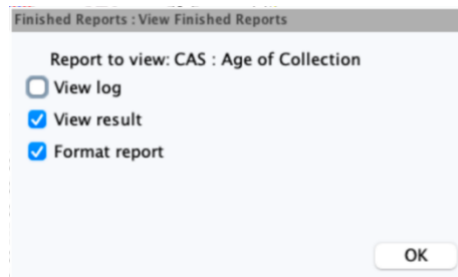 Finished Reports : View Finished Reports
Report to view: CAS : Age of Collection
View log
View result
Format report
OK